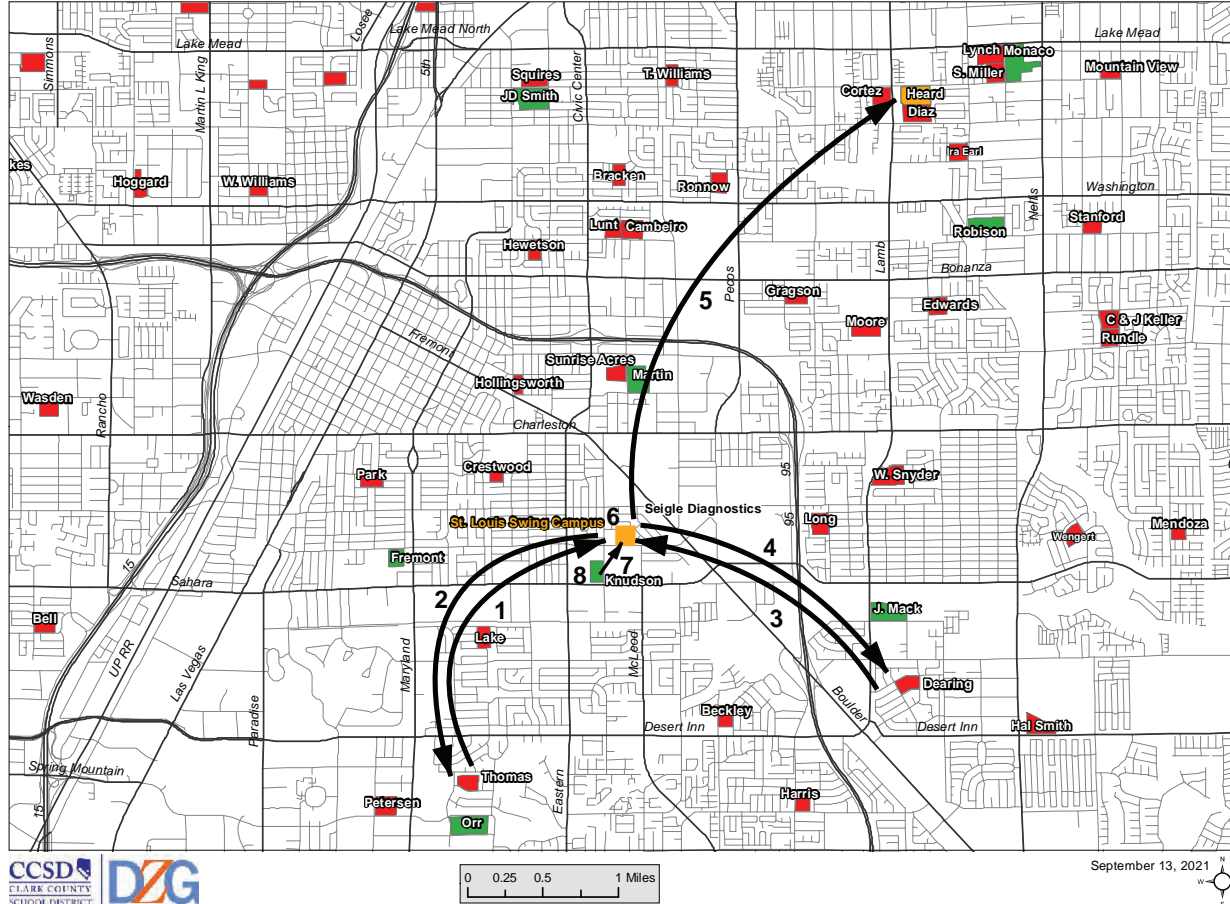 Lake Mead North
Lake Mead
Lake Mead
Losee
5th
Simmons
Martin L King
Civic Center
Lynch
Monaco
S. Miller
Mountain View
Squires
JD Smith
T. Williams
Cortez
Heard
Diaz
Ira Earl
kes
Hoggard
W. Williams
Bracken
Ronnow
Washington
Nellis
Stanford
Robison
Lunt
Cambeiro
Hewetson
Lamb
Bonanza
Pecos
5
Gragson
Moore
Edwards
C & J Keller
Rundle
Fremont
Sunrise Acres
Martin
Hollingsworth
Wasden
Rancho
Charleston
95
Park
Crestwood
W. Snyder
St. Louis Swing Campus
6
Seigle Diagnostics
95
Long
Wengert
Mendoza
Fremont
4
7
8
Knudson
15
Sahara
2
1
3
J. Mack
Bell
Lake
UP RR
Las Vegas
Maryland
McLeod
Dearing
Paradise
Beckley
Boulder
Desert Inn
Desert Inn
Hal Smith
Spring Mountain
Thomas
Eastern
15
Petersen
Harris
Orr
CCSD
CLARK COUNTY
SCHOOL DISTRICT
DZG
0 0.25 0.5 1 Miles
September 13, 2021
N
W